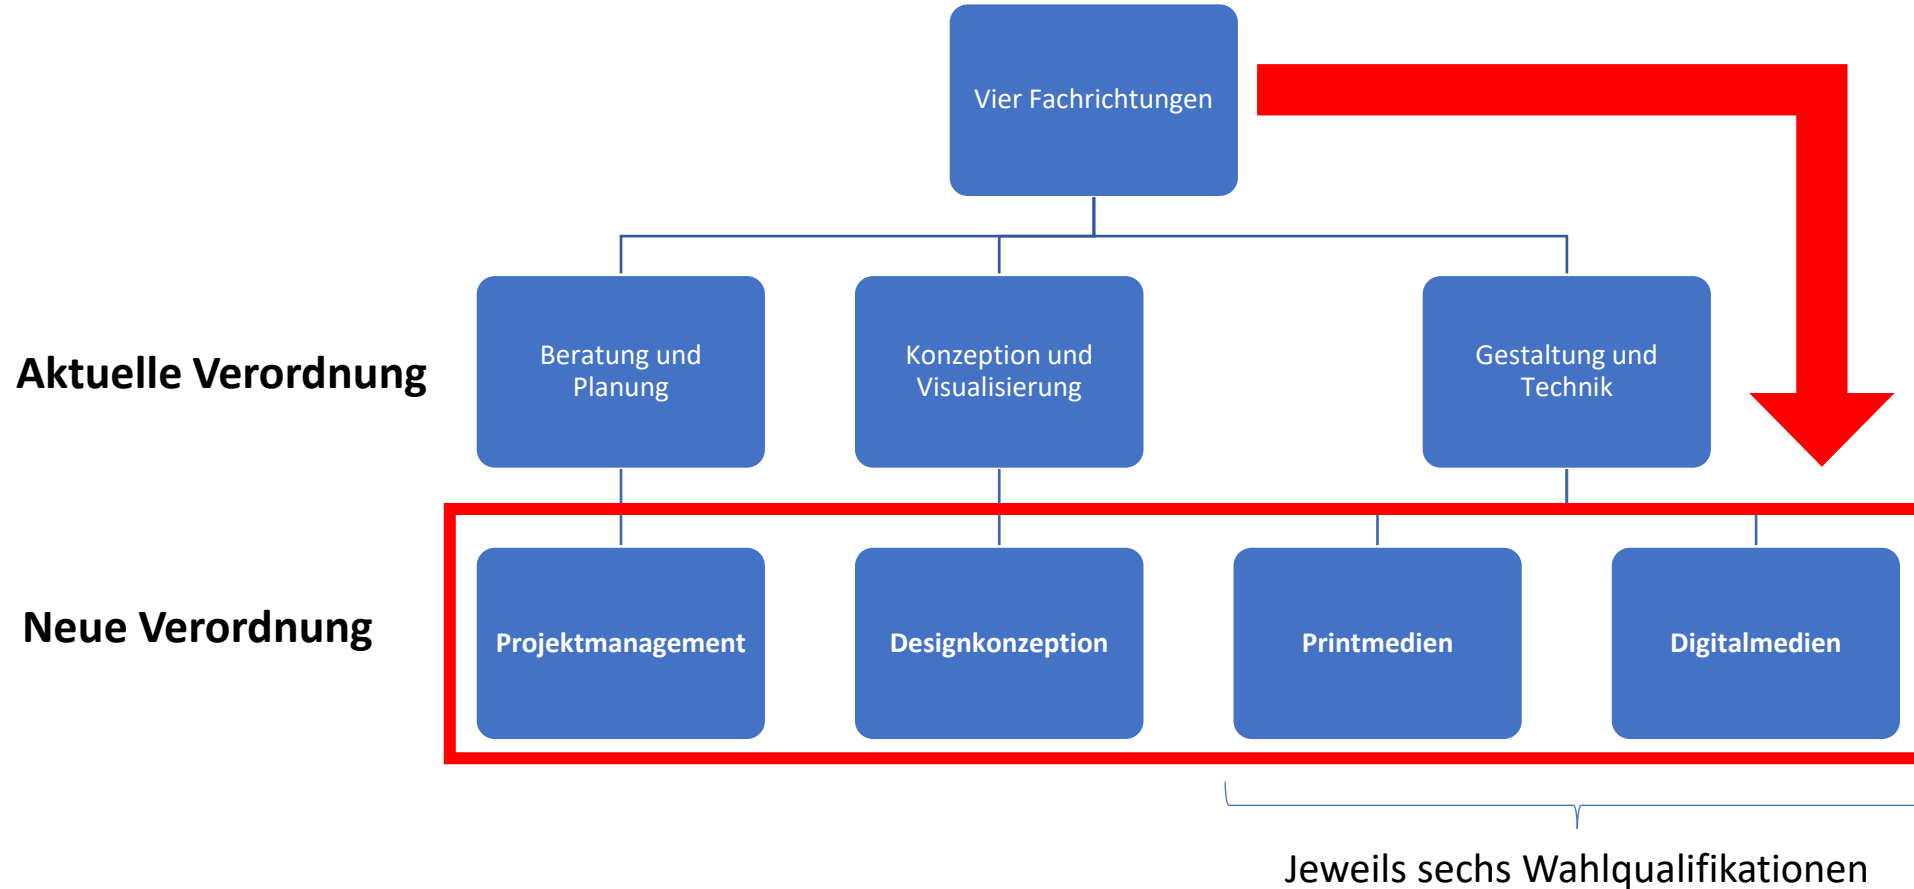 Vier Fachrichtungen
Aktuelle Verordnung
Beratung und
Planung
Konzeption und
Visualisierung
Gestaltung und
Technik
Neue Verordnung
Projektmanagement
Designkonzeption
Printmedien
Digitalmedien
Jeweils sechs Wahlqualifikationen